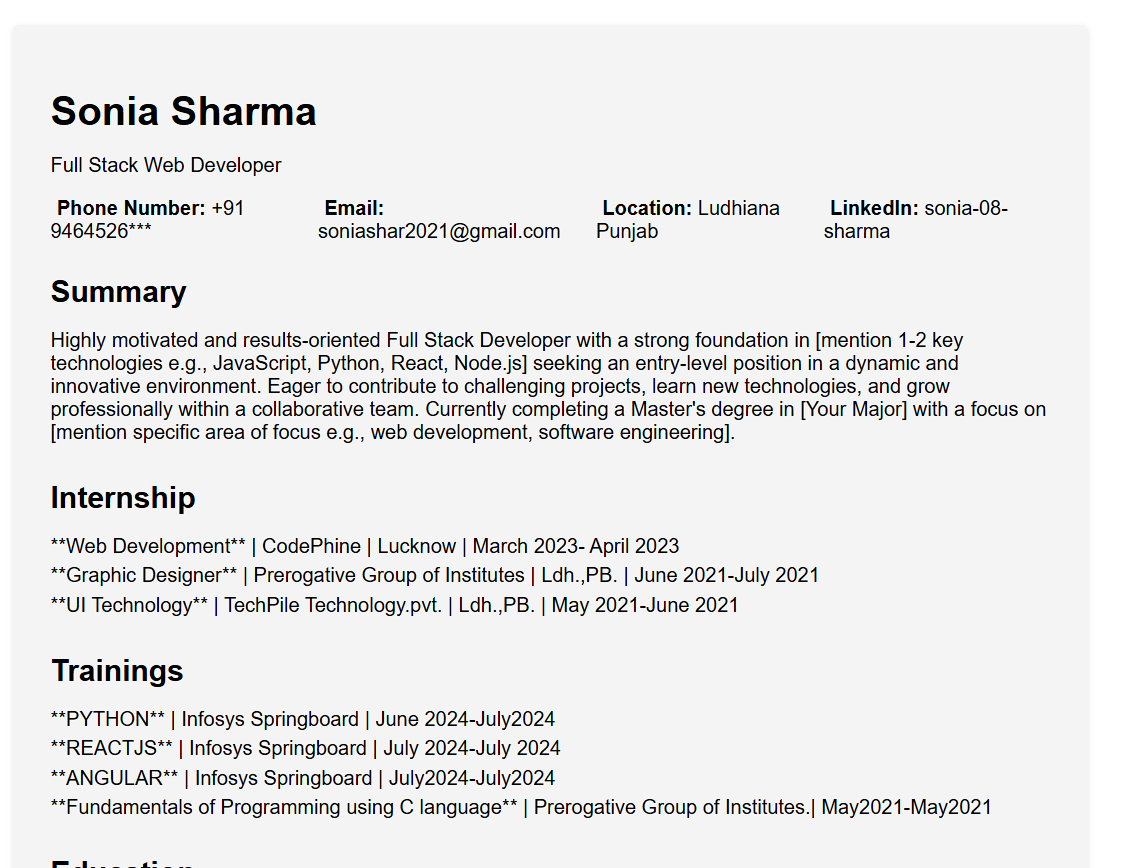 Sonia Sharma
Full Stack Web Developer
Phone Number: +91 9464526***
Email: soniashar2021@gmail.com
Location: Ludhiana Punjab
LinkedIn: sonia-08-sharma
Summary
Highly motivated and results-oriented Full Stack Developer with a strong foundation in [mention 1-2 key
technologies e.g., JavaScript, Python, React, Node.js] seeking an entry-level position in a dynamic and
innovative environment. Eager to contribute to challenging projects, learn new technologies, and grow
professionally within a collaborative team. Currently completing a Master's degree in [Your Major] with a focus on
[mention specific area of focus e.g., web development, software engineering].
Internship
**Web Development** | CodePhine | Lucknow | March 2023- April 2023
**Graphic Designer** | Prerogative Group of Institutes | Ldh.,PB. | June 2021-July 2021
**UI Technology** | TechPile Technology.pvt. | Ldh.,PB. | May 2021-June 2021
Trainings
**PYTHON** | Infosys Springboard | June 2024-July2024
**REACTJS** | Infosys Springboard | July 2024-July 2024
**ANGULAR** | Infosys Springboard | July2024-July2024
**Fundamentals of Programming using C language** | Prerogative Group of Institutes.| May2021-May2021
Education